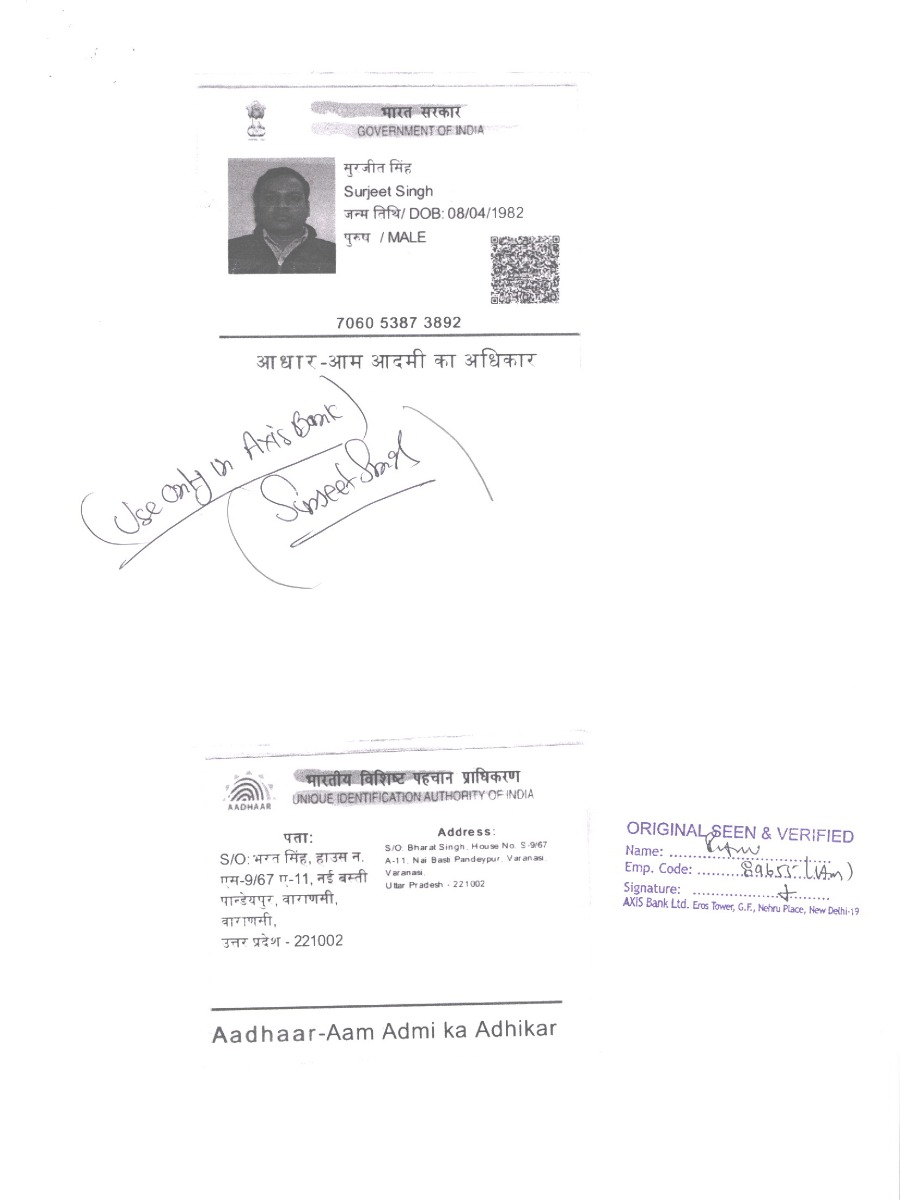 भारत सरकार
GOVERNMENT OF INDIA
सुरजीत सिंह
Surjeet Singh
जन्म तिथि/ DOB: 08/04/1982
पुरुष / MALE
7060 5387 3892
आधार-आम आदमी का अधिकार
Use only in Axis Bank
Surjeet Singh
भारतीय विशिष्ट पहचान प्राधिकरण
UNIQUE IDENTIFICATION AUTHORITY OF INDIA
AADHAAR
पता:
S/O: भरत सिंह, हाउस न.
एस-9/67 ए-11, नई बस्ती
पान्डेयपुर, वाराणसी,
वाराणसी,
उत्तर प्रदेश - 221002
Address:
S/O: Bharat Singh, House No. S-9/67
A-11, Nai Basti Pandeypur, Varanasi,
Varanasi,
Uttar Pradesh - 221002
ORIGINAL SEEN & VERIFIED
Name:
Emp. Code:
Signature:
AXIS Bank Ltd. Eros Tower, G.F., Nehru Place, New Delhi-19
Aadhaar-Aam Admi ka Adhikar